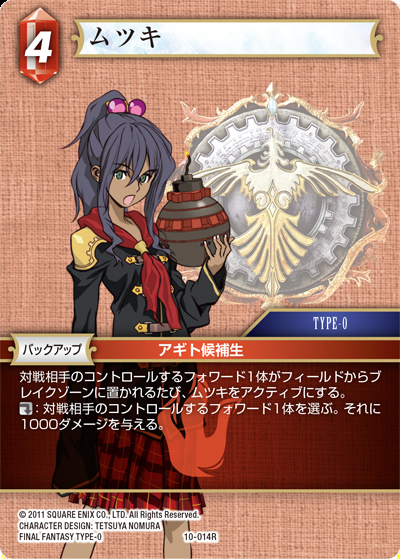 4
ムツキ
TYPE-0
バックアップ
アギト候補生
対戦相手のコントロールするフォワード1体がフィールドからブ
レイクゾーンに置かれるたび、ムツキをアクティブにする。
:対戦相手のコントロールするフォワード1体を選ぶ。それに
1000ダメージを与える。
© 2011 SQUARE ENIX CO., LTD. All Rights Reserved.
CHARACTER DESIGN: TETSUYA NOMURA
FINAL FANTASY TYPE-0
10-014R